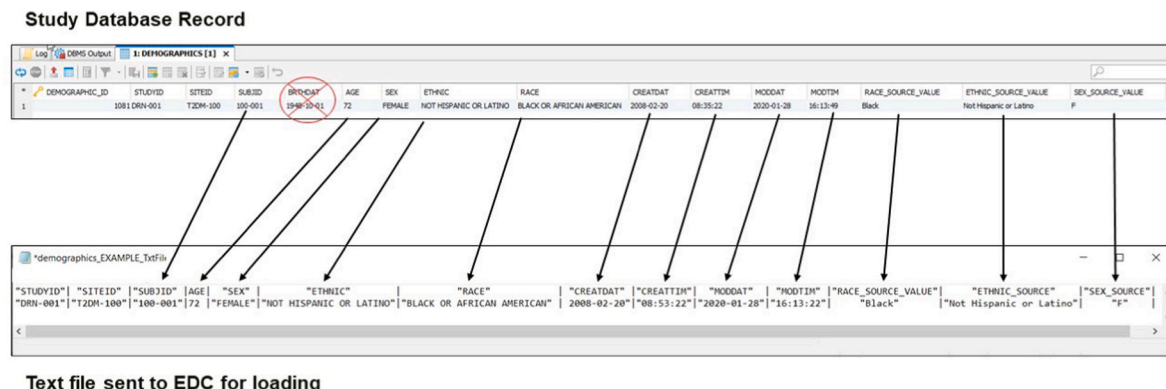 Study Database Record
Log DBMS Output 1: DEMOGRAPHICS [1] x
* DEMOGRAPHIC_ID STUDYID SITEID SUBJID BIRTHDAT AGE SEX ETHNIC RACE CREATDAT CREATTIM MODDAT MODTIM RACE_SOURCE_VALUE ETHNIC_SOURCE_VALUE SEX_SOURCE_VALUE
1 1081 DRN-001 T2DM-100 100-001 1948-10-01 72 FEMALE NOT HISPANIC OR LATINO BLACK OR AFRICAN AMERICAN 2008-02-20 08:35:22 2020-01-28 16:13:49 Black Not Hispanic or Latino F
*demographics_EXAMPLE_TxtFile
"STUDYID"| "SITEID" |"SUBJID" |AGE| "SEX" | "ETHNIC" | "RACE" | "CREATDAT" |"CREATTIM"| "MODDAT" | "MODTIM" |"RACE_SOURCE_VALUE"| "ETHNIC_SOURCE" |"SEX_SOURCE"|
"DRN-001"|"T2DM-100"|"100-001"|72 |"FEMALE"|"NOT HISPANIC OR LATINO"|"BLACK OR AFRICAN AMERICAN" | 2008-02-20"|"08:53:22"|"2020-01-28"|"16:13:22"| "Black" |"Not Hispanic or Latino"| "F" |
Text file sent to EDC for loading